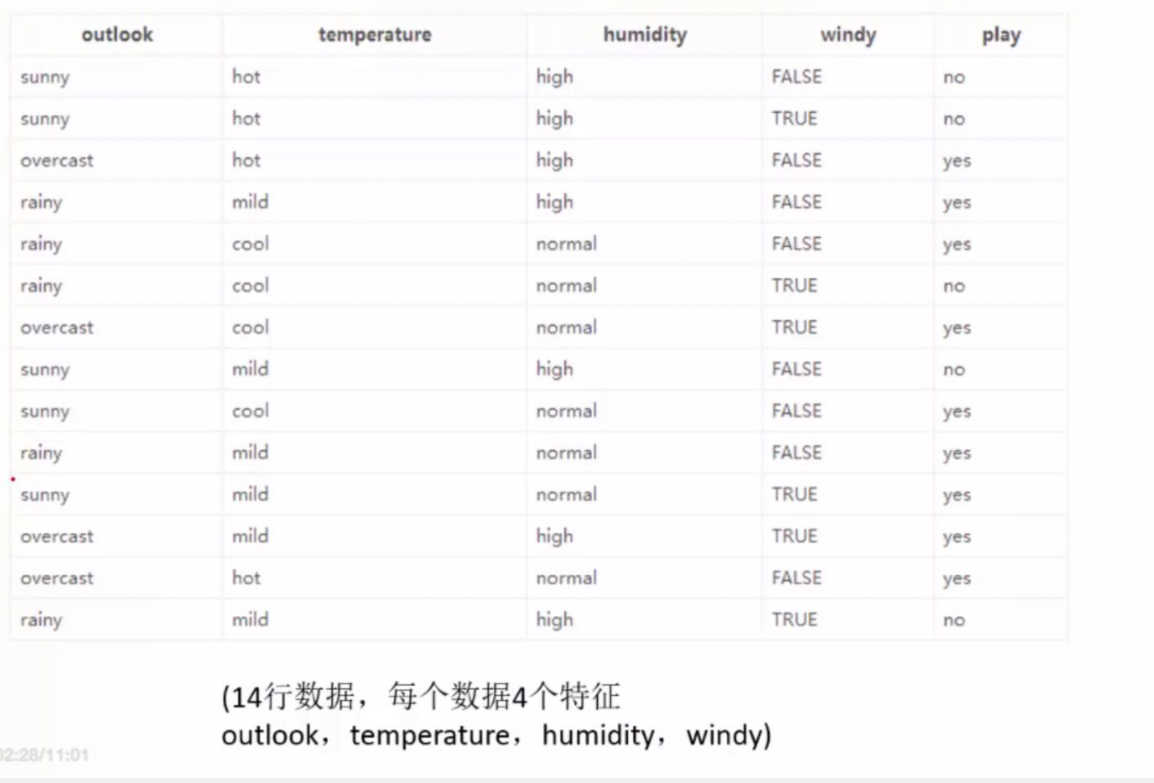 outlook temperature humidity windy play
sunny hot high FALSE no
sunny hot high TRUE no
overcast hot high FALSE yes
rainy mild high FALSE yes
rainy cool normal FALSE yes
rainy cool normal TRUE no
overcast cool normal TRUE yes
sunny mild high FALSE no
sunny cool normal FALSE yes
rainy mild normal FALSE yes
sunny mild normal TRUE yes
overcast mild high TRUE yes
overcast hot normal FALSE yes
rainy mild high TRUE no
(14行数据，每个数据4个特征
outlook，temperature，humidity，windy)
02:28/11:01